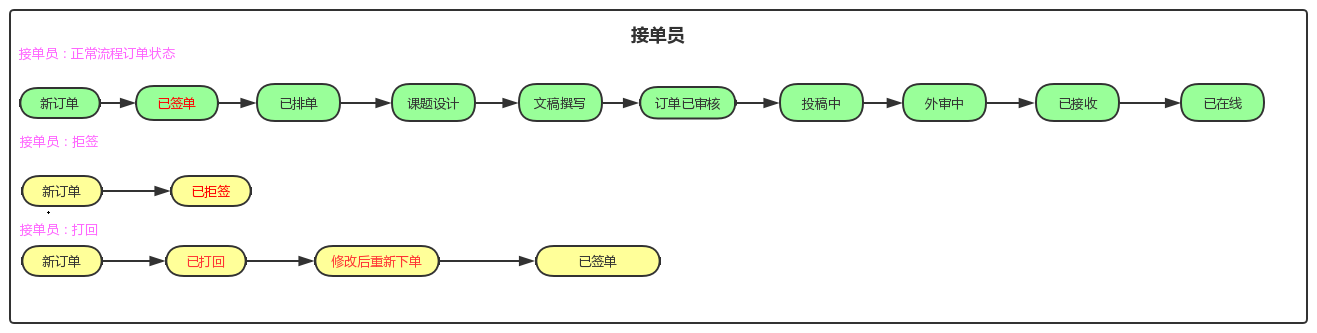 接单员
接单员：正常流程订单状态
新订单 已签单 已排单 课题设计 文稿撰写 订单已审核 投稿中 外审中 已接收 已在线
接单员：拒签
新订单 已拒签
接单员：打回
新订单 已打回 修改后重新下单 已签单